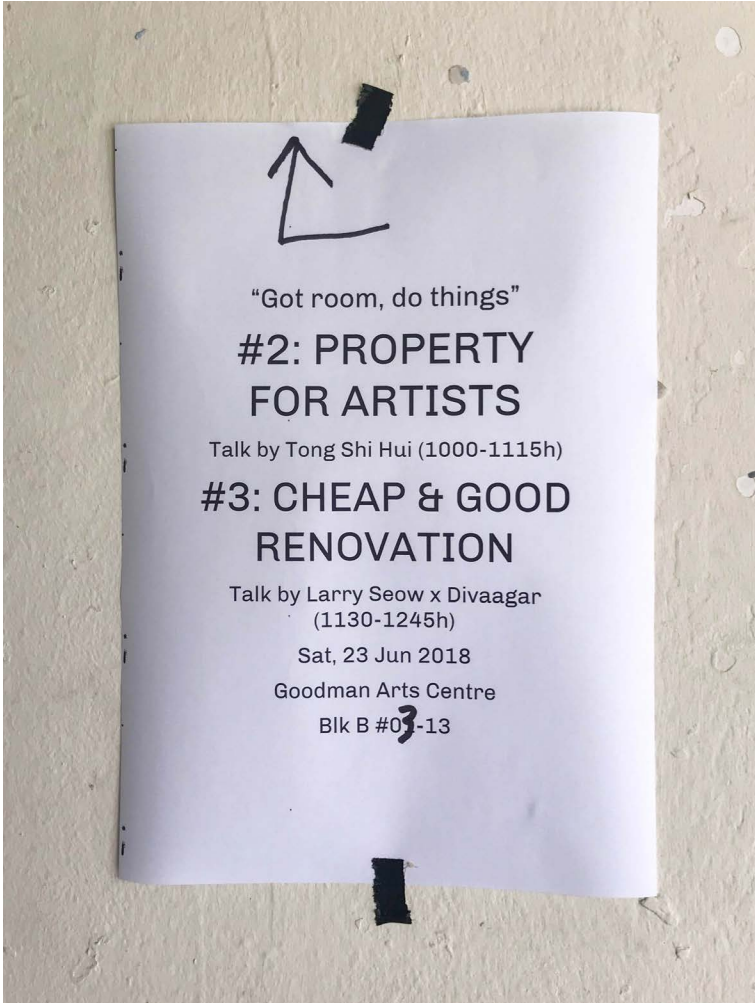 “Got room, do things”
#2: PROPERTY
FOR ARTISTS
Talk by Tong Shi Hui (1000-1115h)
#3: CHEAP & GOOD
RENOVATION
Talk by Larry Seow x Divaagar
(1130-1245h)
Sat, 23 Jun 2018
Goodman Arts Centre
Blk B #03-13